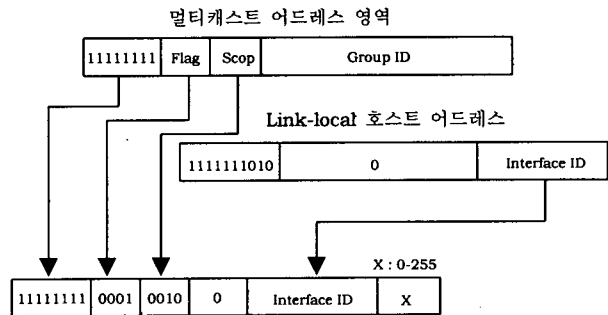 멀티캐스트 어드레스 영역
11111111 Flag Scop Group ID
Link-local 호스트 어드레스
1111111010 0 Interface ID
X : 0-255
11111111 0001 0010 0 Interface ID X